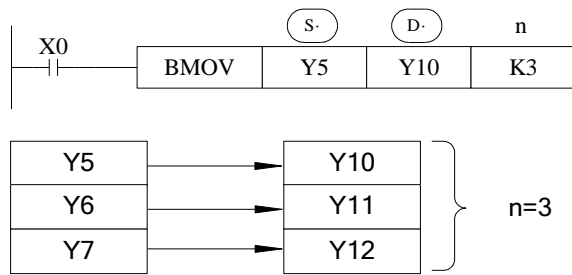 S· D· n
X0
BMOV Y5 Y10 K3
Y5 Y10
Y6 Y11 n=3
Y7 Y12